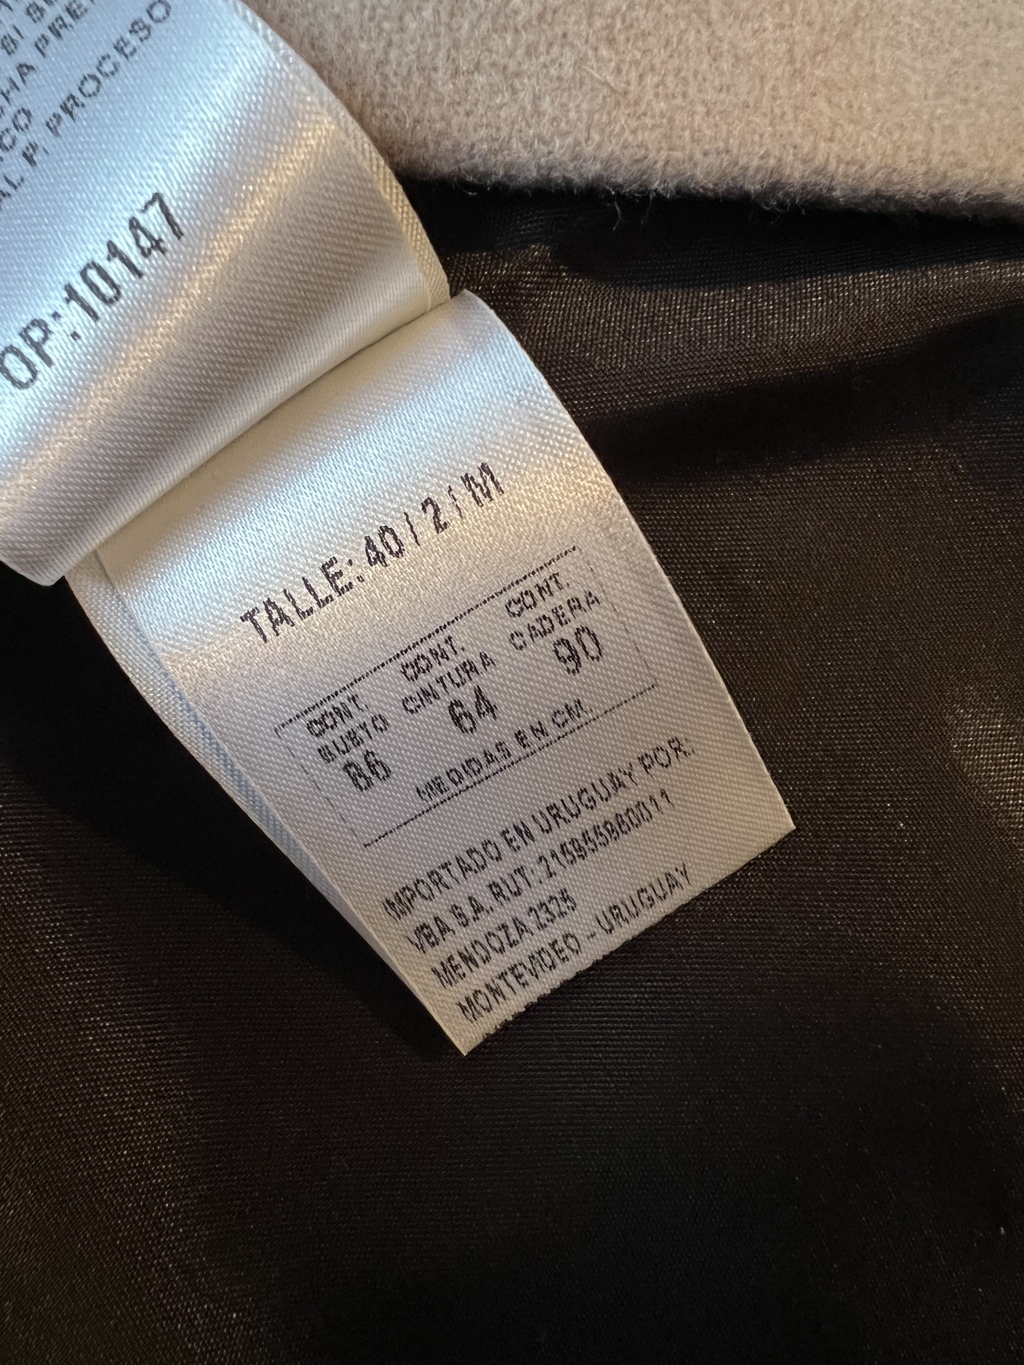 PROCESO
OP:10147
TALLE: 40 / 2 / M
CONT. BUSTO CONT. CINTURA CONT. CADERA
86 64 90
MEDIDAS EN CM
IMPORTADO EN URUGUAY POR:
VBA S.A. RUT:
MENDOZA 2325
MONTEVIDEO - URUGUAY